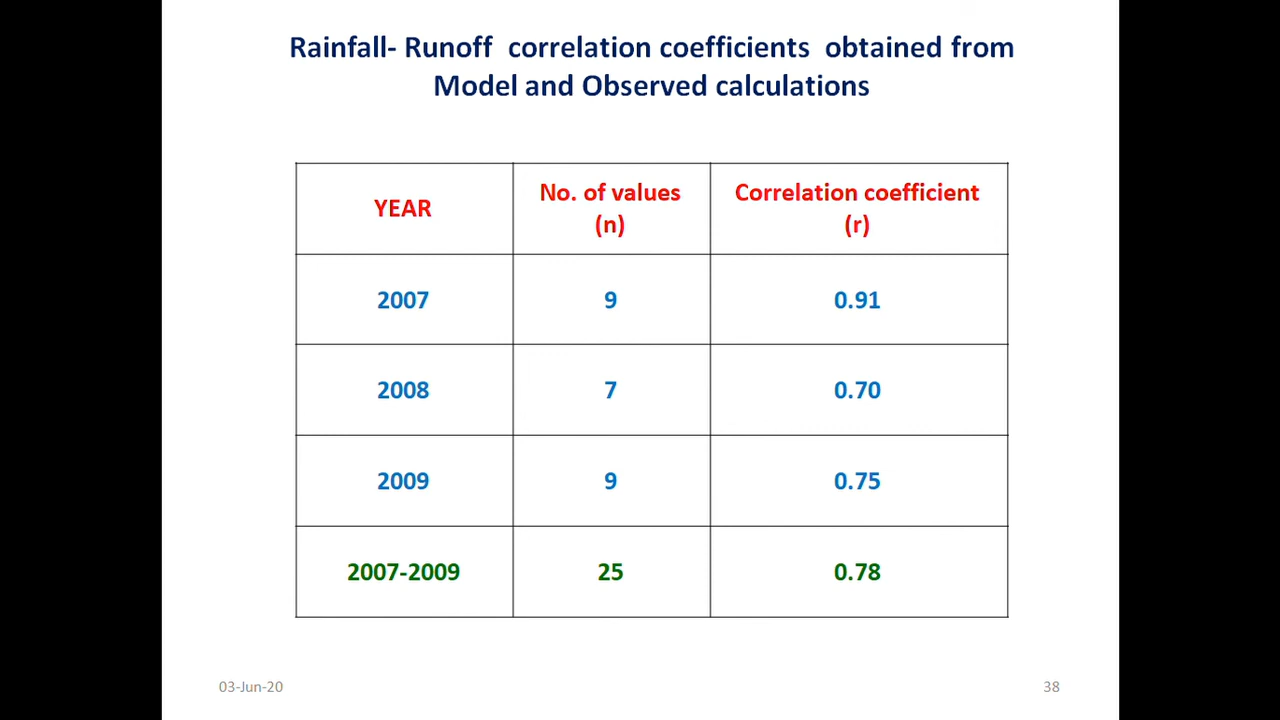 Rainfall- Runoff correlation coefficients obtained from
Model and Observed calculations
YEAR
No. of values
(n)
Correlation coefficient
(r)
2007 9 0.91
2008 7 0.70
2009 9 0.75
2007-2009 25 0.78
03-Jun-20
38